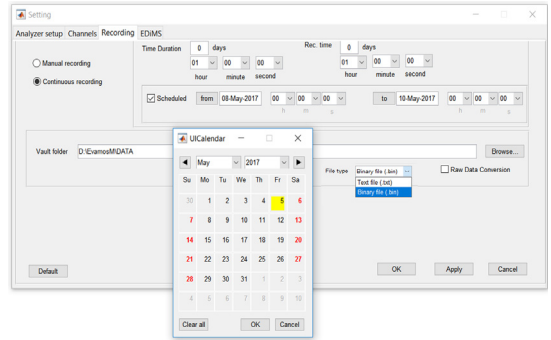 Setting
Analyzer setup Channels Recording EDiMS
Time Duration 0 days Rec. time 0 days
Manual recording 01 00 00 01 00 00
hour minute second hour minute second
Continuous recording
Scheduled from 08-May-2017 00 00 00 to 10-May-2017 00 00 00
h m s h m s
UICalendar
Vault folder D:\EvamosM\DATA Browse...
May 2017
File type Binary file (.bin) Raw Data Conversion
Text file (.txt)
Binary file (.bin)
Su Mo Tu We Th Fr Sa
30 1 2 3 4 5 6
7 8 9 10 11 12 13
14 15 16 17 18 19 20
21 22 23 24 25 26 27
28 29 30 31 1 2 3
4 5 6 7 8 9 10
Default OK Apply Cancel
Clear all OK Cancel